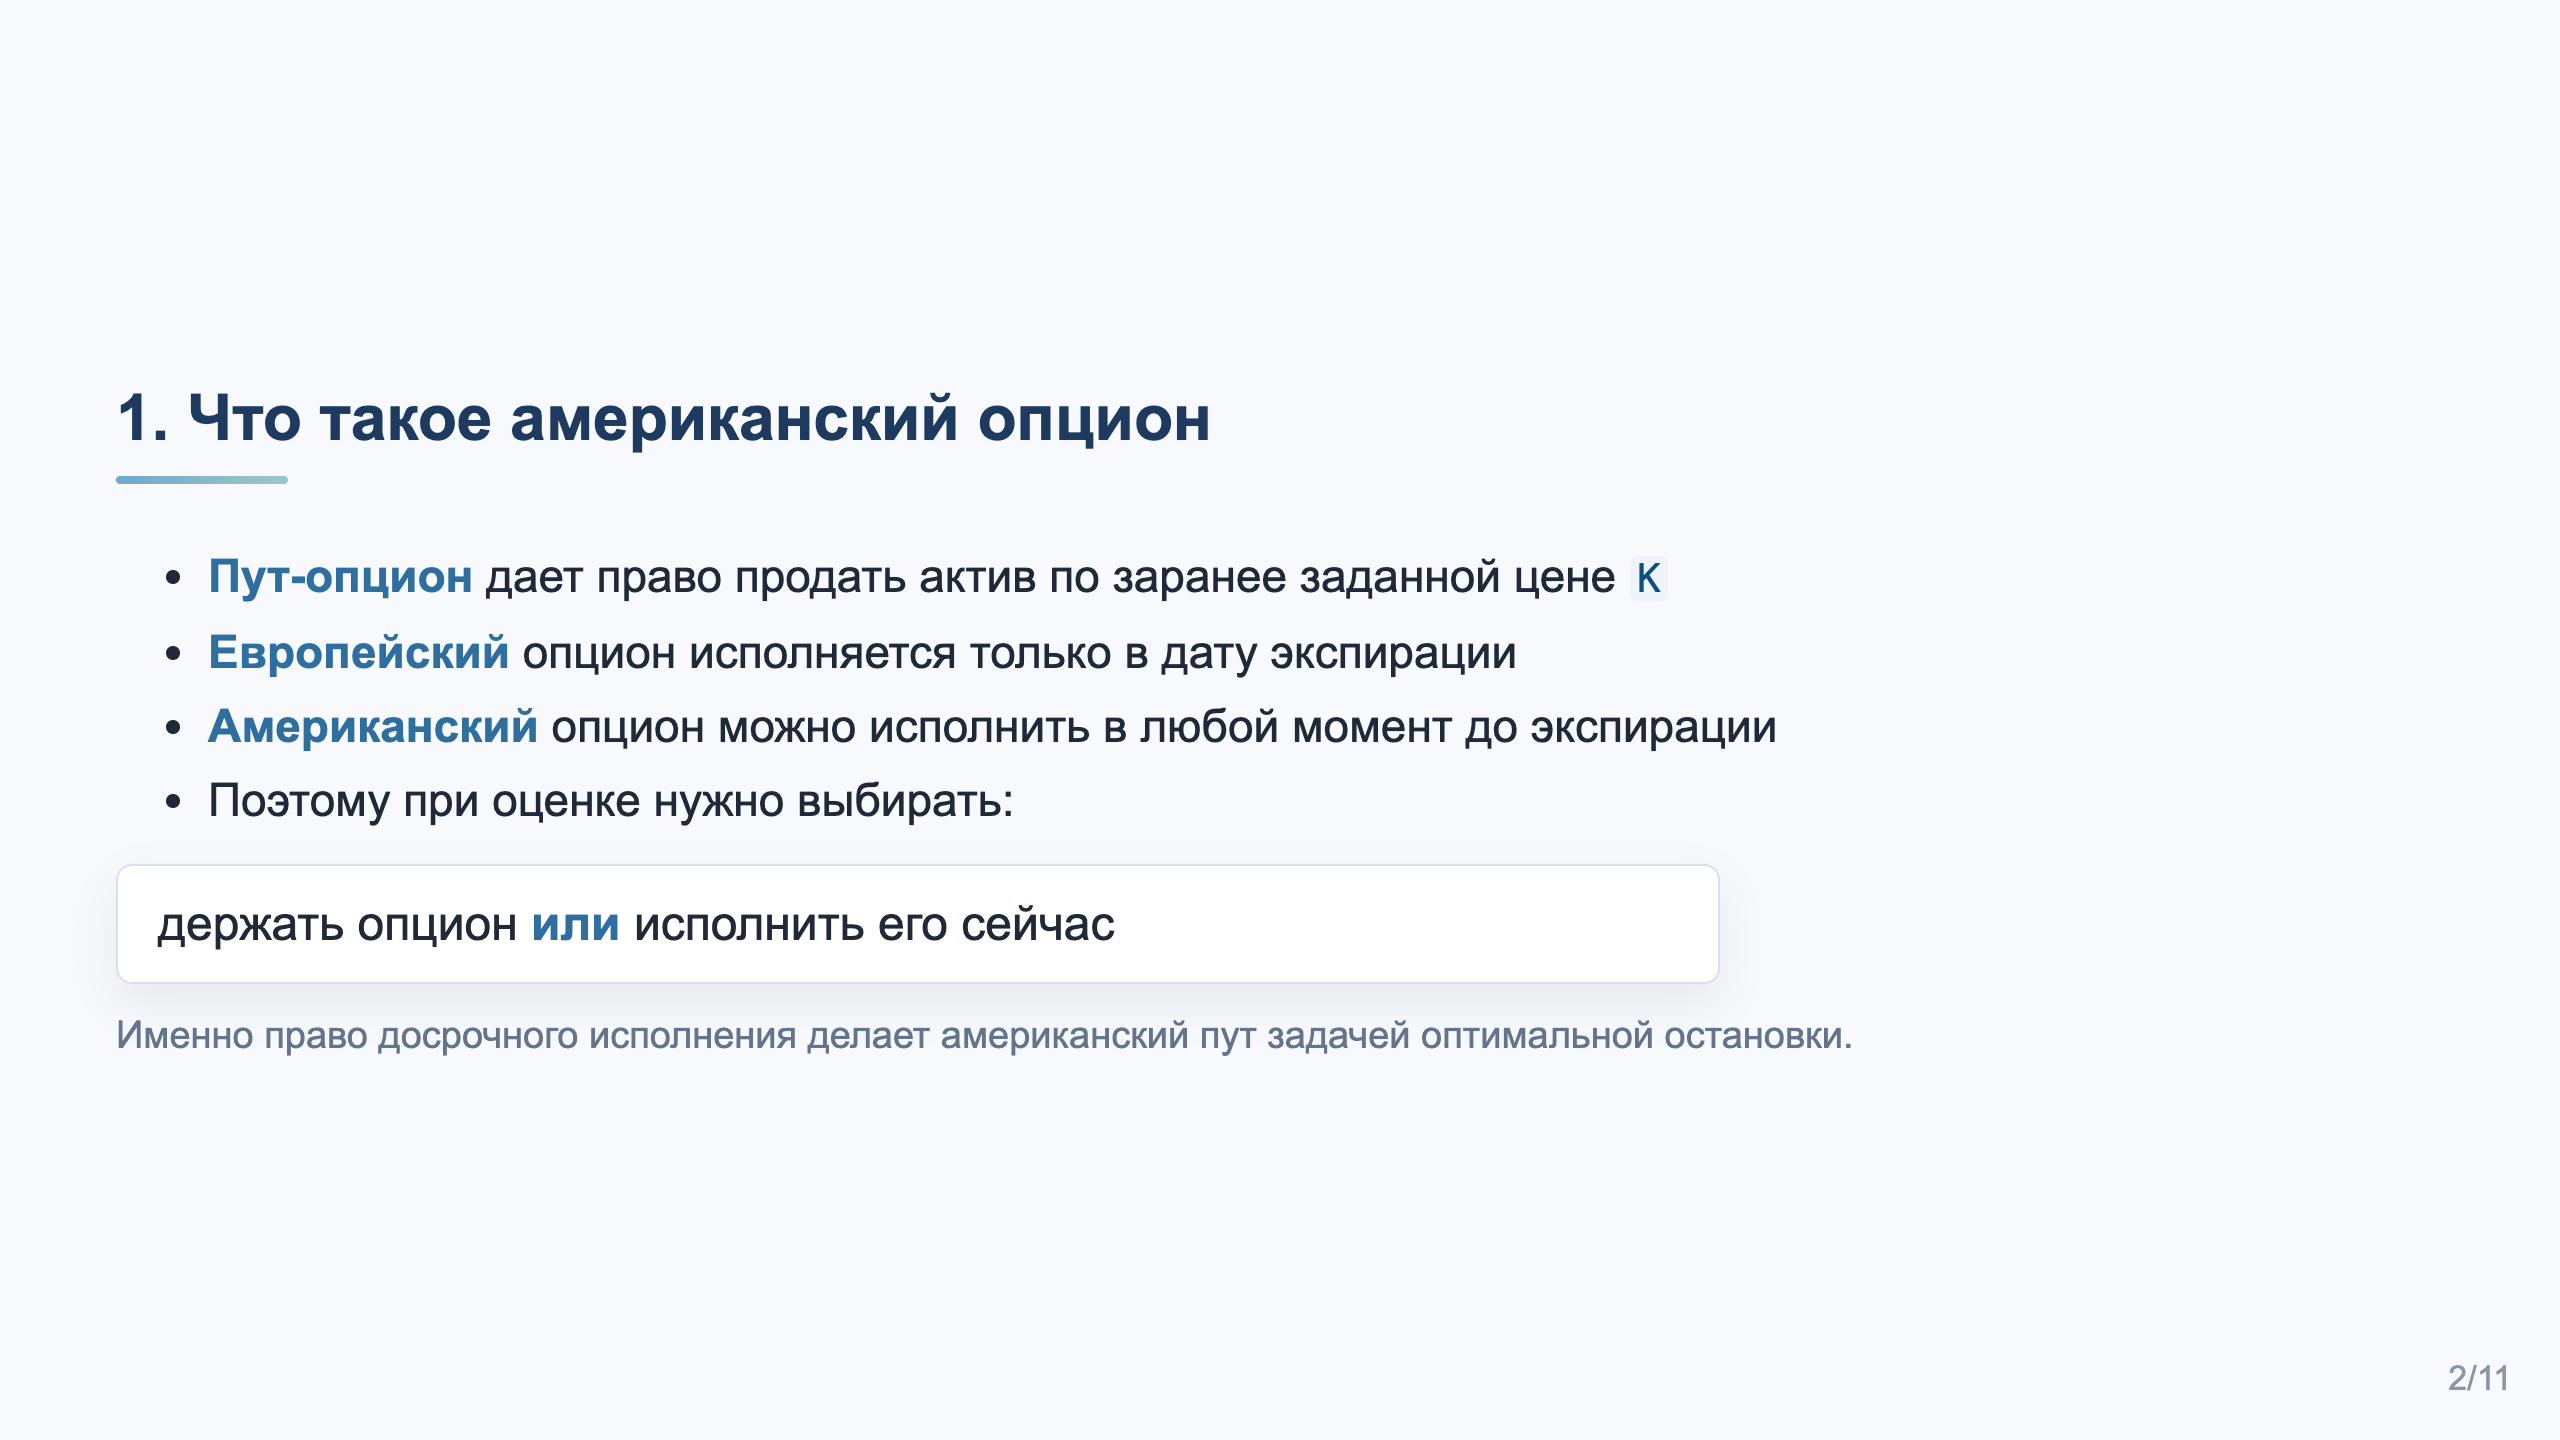 1. Что такое американский опцион
• Пут-опцион дает право продать актив по заранее заданной цене K
• Европейский опцион исполняется только в дату экспирации
• Американский опцион можно исполнить в любой момент до экспирации
• Поэтому при оценке нужно выбирать:
держать опцион или исполнить его сейчас
Именно право досрочного исполнения делает американский пут задачей оптимальной остановки.
2/11